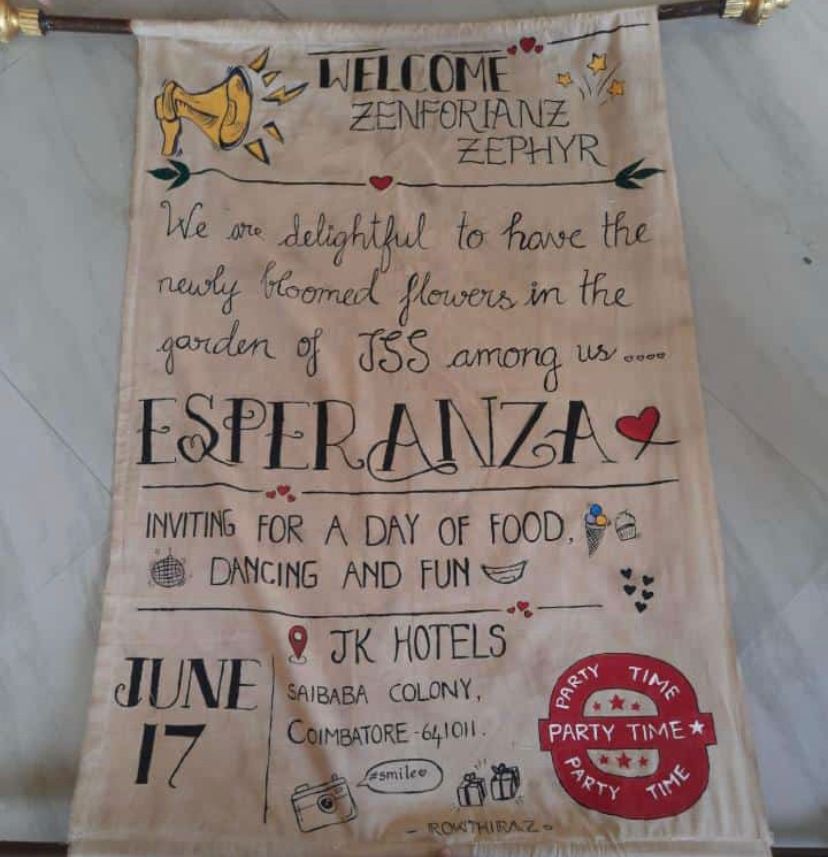 WELCOME
ZENFORIANZ
ZEPHYR
We are delightful to have the
newly bloomed flowers in the
garden of JSS among us....
ESPERANZA
INVITING FOR A DAY OF FOOD,
DANCING AND FUN
JUNE
17
JK HOTELS
SAIBABA COLONY,
COIMBATORE-641011.
#smile
PARTY TIME
PARTY TIME
PARTY TIME
- ROWTHIRAZ-